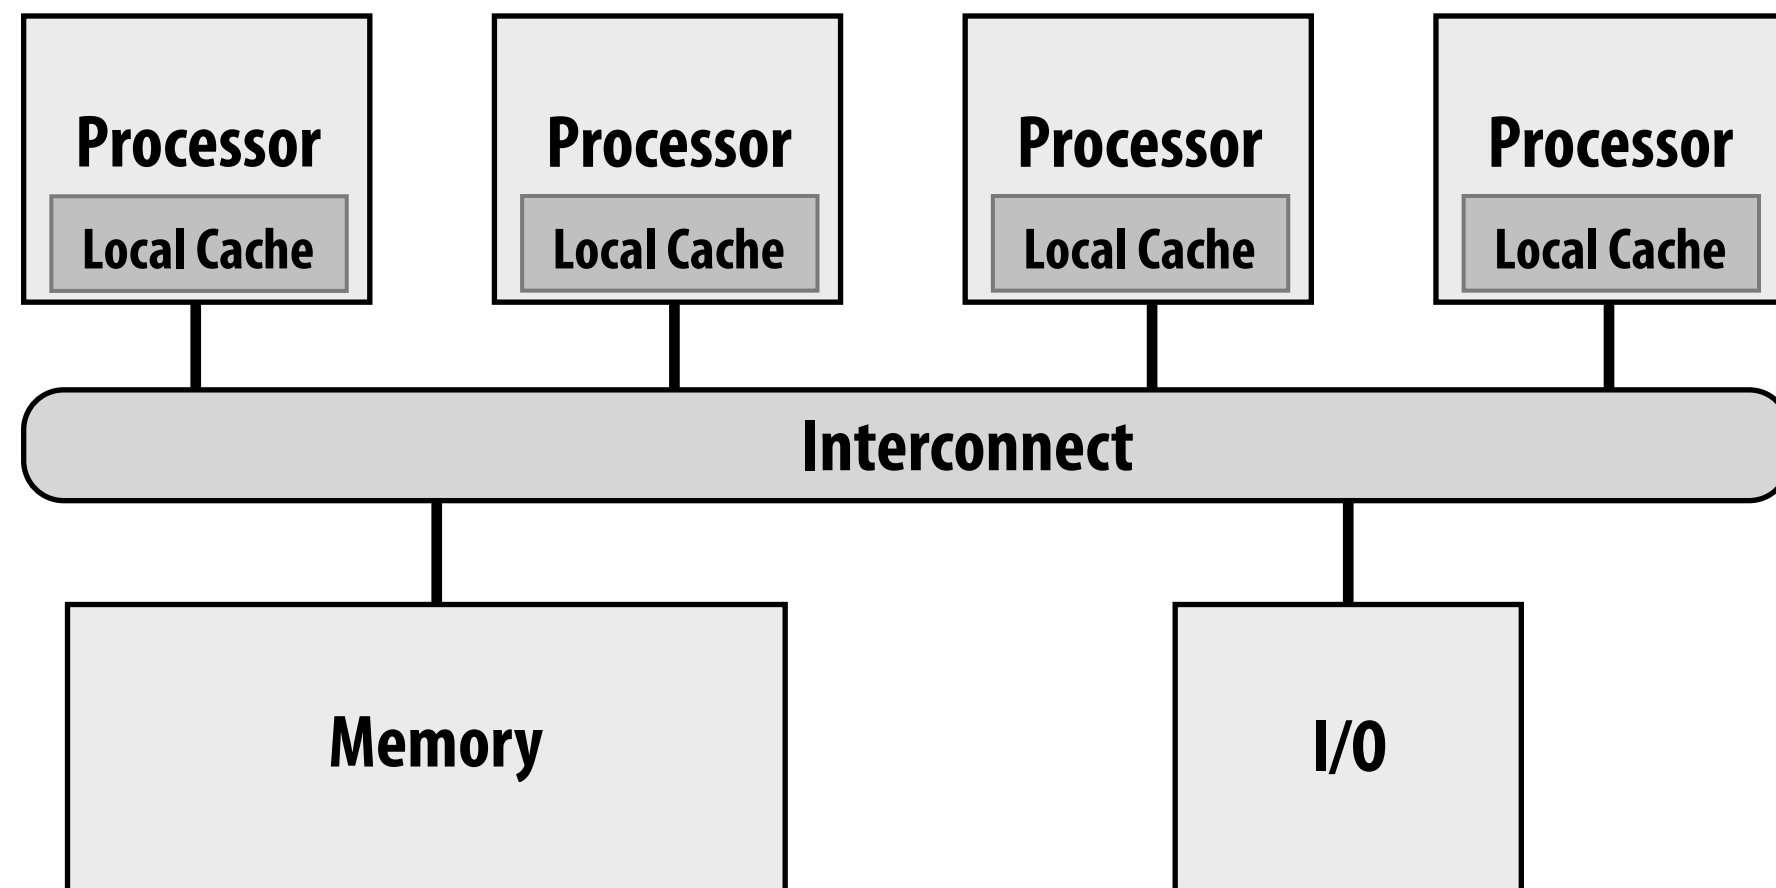 Processor Processor Processor Processor
Local Cache Local Cache Local Cache Local Cache
Interconnect
Memory I/O